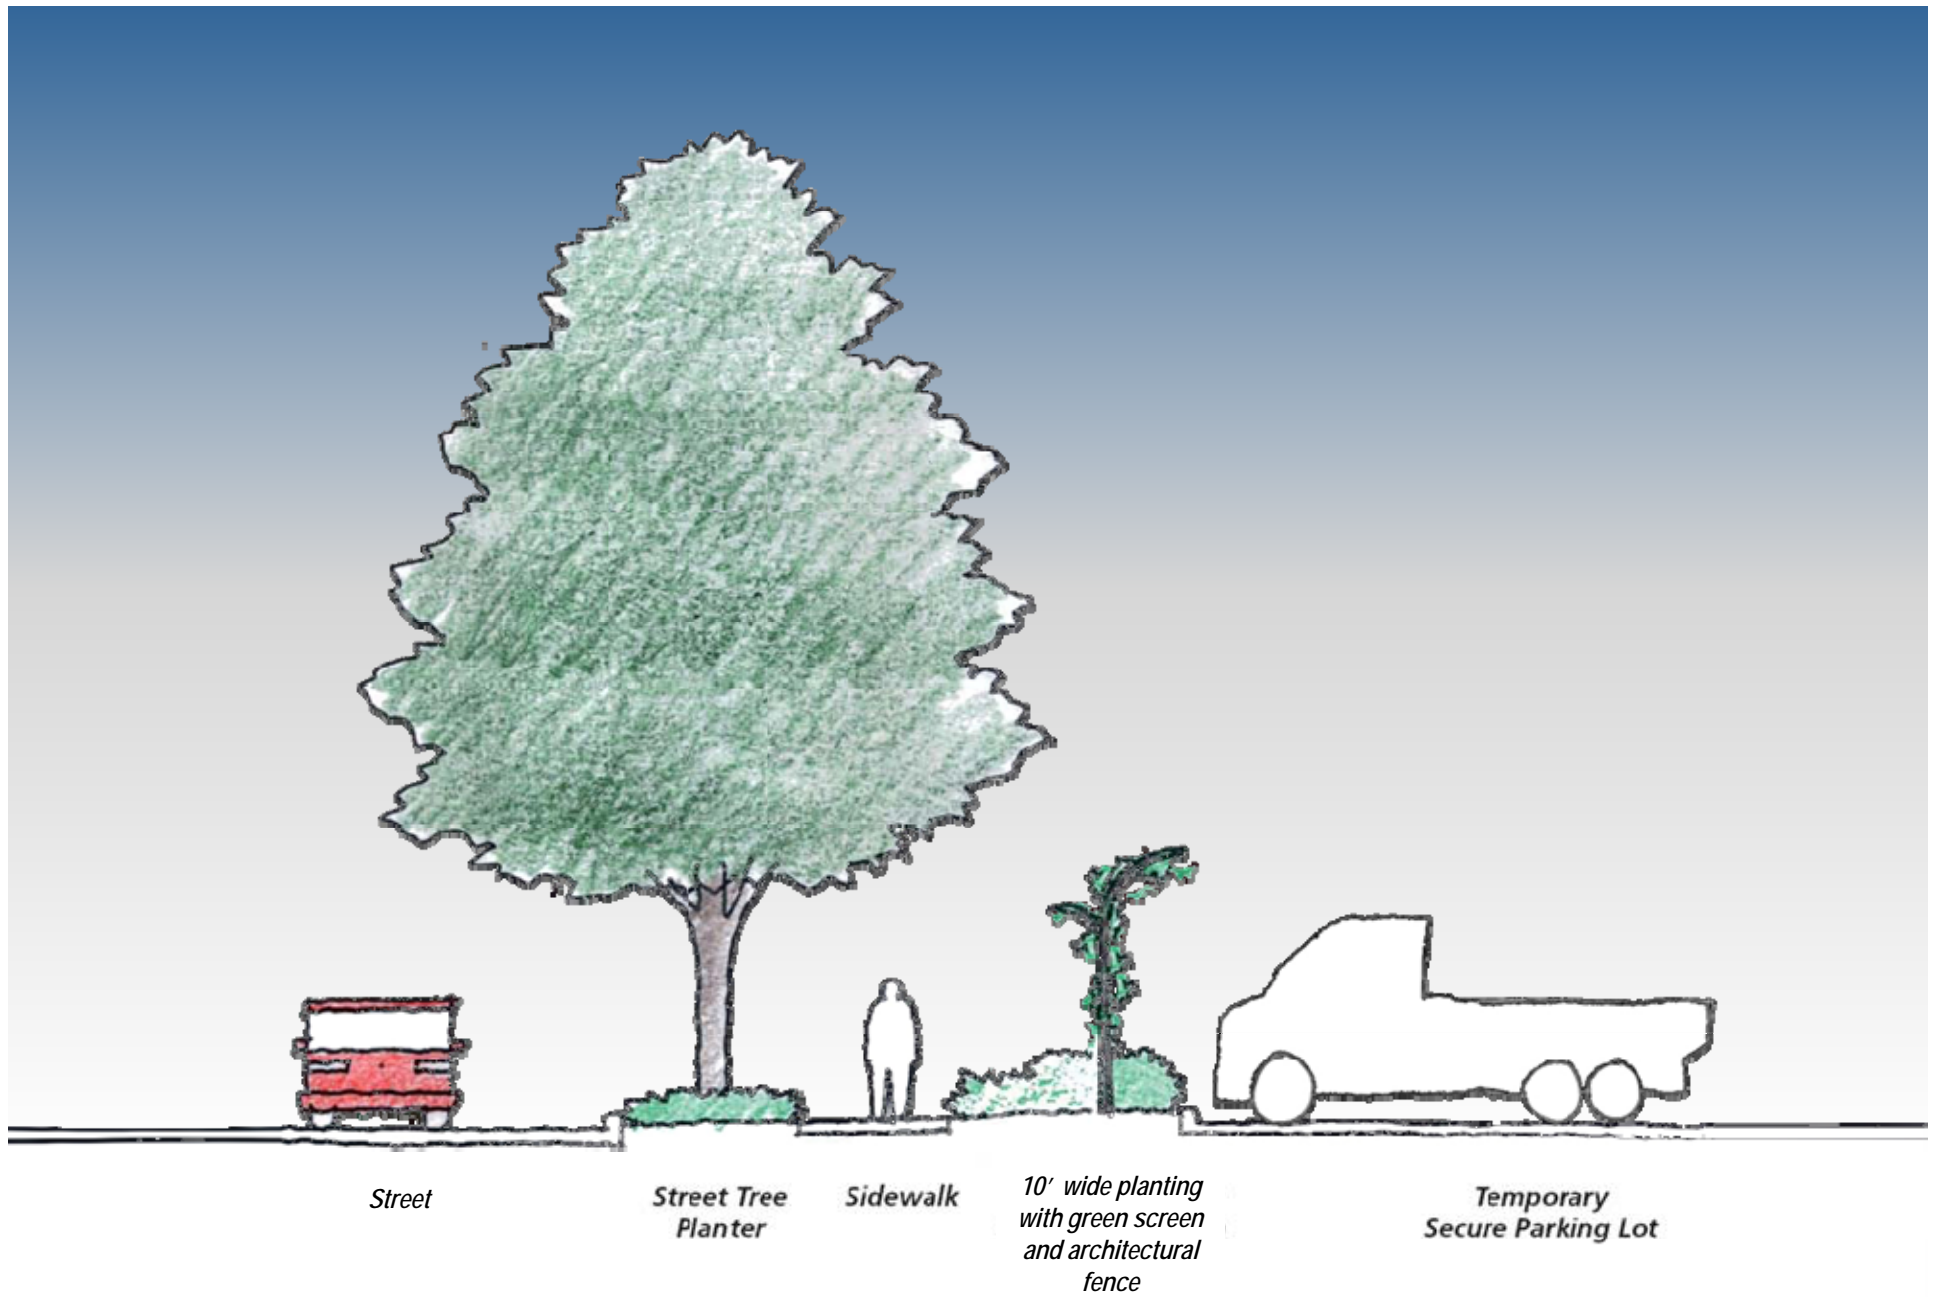 Street
Street Tree
Planter
Sidewalk
10' wide planting
with green screen
and architectural
fence
Temporary
Secure Parking Lot